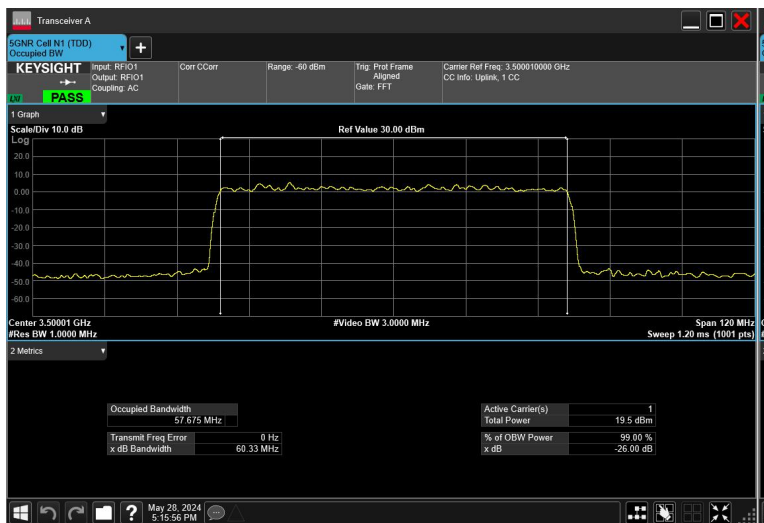 Transceiver A
5GNR Cell N1 (TDD)
Occupied BW
KEYSIGHT
LXI
PASS
Input: RFIO1
Output: RFIO1
Coupling: AC
Corr CCorr
Range: -60 dBm
Trig: Prot Frame
Aligned
Gate: FFT
Carrier Ref Freq: 3.500010000 GHz
CC Info: Uplink, 1 CC
1 Graph
Scale/Div 10.0 dB
Ref Value 30.00 dBm
Log
20.0
10.0
0.00
-10.0
-20.0
-30.0
-40.0
-50.0
-60.0
Center 3.50001 GHz
#Video BW 3.0000 MHz
Span 120 MHz
#Res BW 1.0000 MHz
Sweep 1.20 ms (1001 pts)
2 Metrics
Occupied Bandwidth
57.675 MHz
Transmit Freq Error 0 Hz
x dB Bandwidth 60.33 MHz
Active Carrier(s) 1
Total Power 19.5 dBm
% of OBW Power 99.00 %
x dB -26.00 dB
May 28, 2024
5:15:56 PM